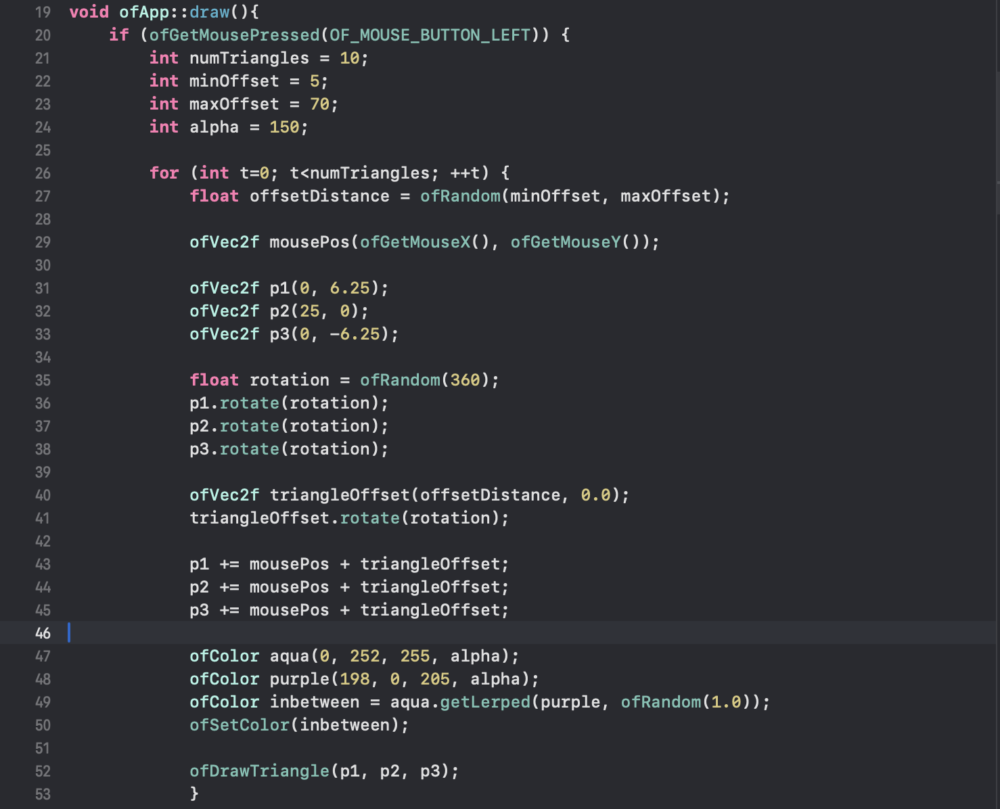 19 void ofApp::draw(){
20     if (ofGetMousePressed(OF_MOUSE_BUTTON_LEFT)) {
21         int numTriangles = 10;
22         int minOffset = 5;
23         int maxOffset = 70;
24         int alpha = 150;
25
26         for (int t=0; t<numTriangles; ++t) {
27             float offsetDistance = ofRandom(minOffset, maxOffset);
28
29             ofVec2f mousePos(ofGetMouseX(), ofGetMouseY());
30
31             ofVec2f p1(0, 6.25);
32             ofVec2f p2(25, 0);
33             ofVec2f p3(0, -6.25);
34
35             float rotation = ofRandom(360);
36             p1.rotate(rotation);
37             p2.rotate(rotation);
38             p3.rotate(rotation);
39
40             ofVec2f triangleOffset(offsetDistance, 0.0);
41             triangleOffset.rotate(rotation);
42
43             p1 += mousePos + triangleOffset;
44             p2 += mousePos + triangleOffset;
45             p3 += mousePos + triangleOffset;
46
47             ofColor aqua(0, 252, 255, alpha);
48             ofColor purple(198, 0, 205, alpha);
49             ofColor inbetween = aqua.getLerped(purple, ofRandom(1.0));
50             ofSetColor(inbetween);
51
52             ofDrawTriangle(p1, p2, p3);
53             }